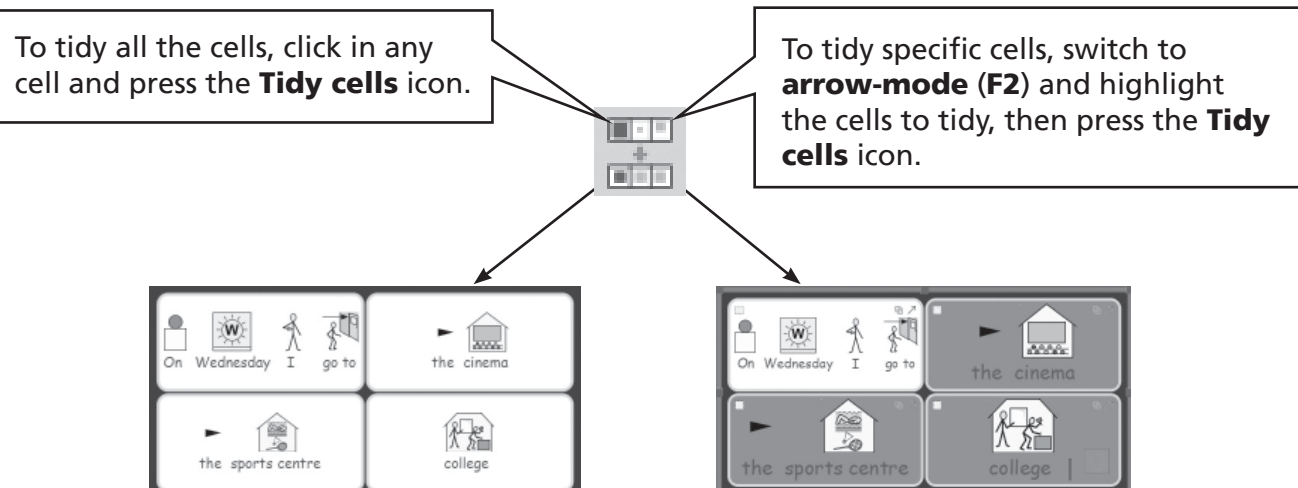 To tidy all the cells, click in any
cell and press the Tidy cells icon.
To tidy specific cells, switch to
arrow-mode (F2) and highlight
the cells to tidy, then press the Tidy
cells icon.
W
On Wednesday I go to
the cinema
the sports centre
college
W
On Wednesday I go to
the cinema
the sports centre
college